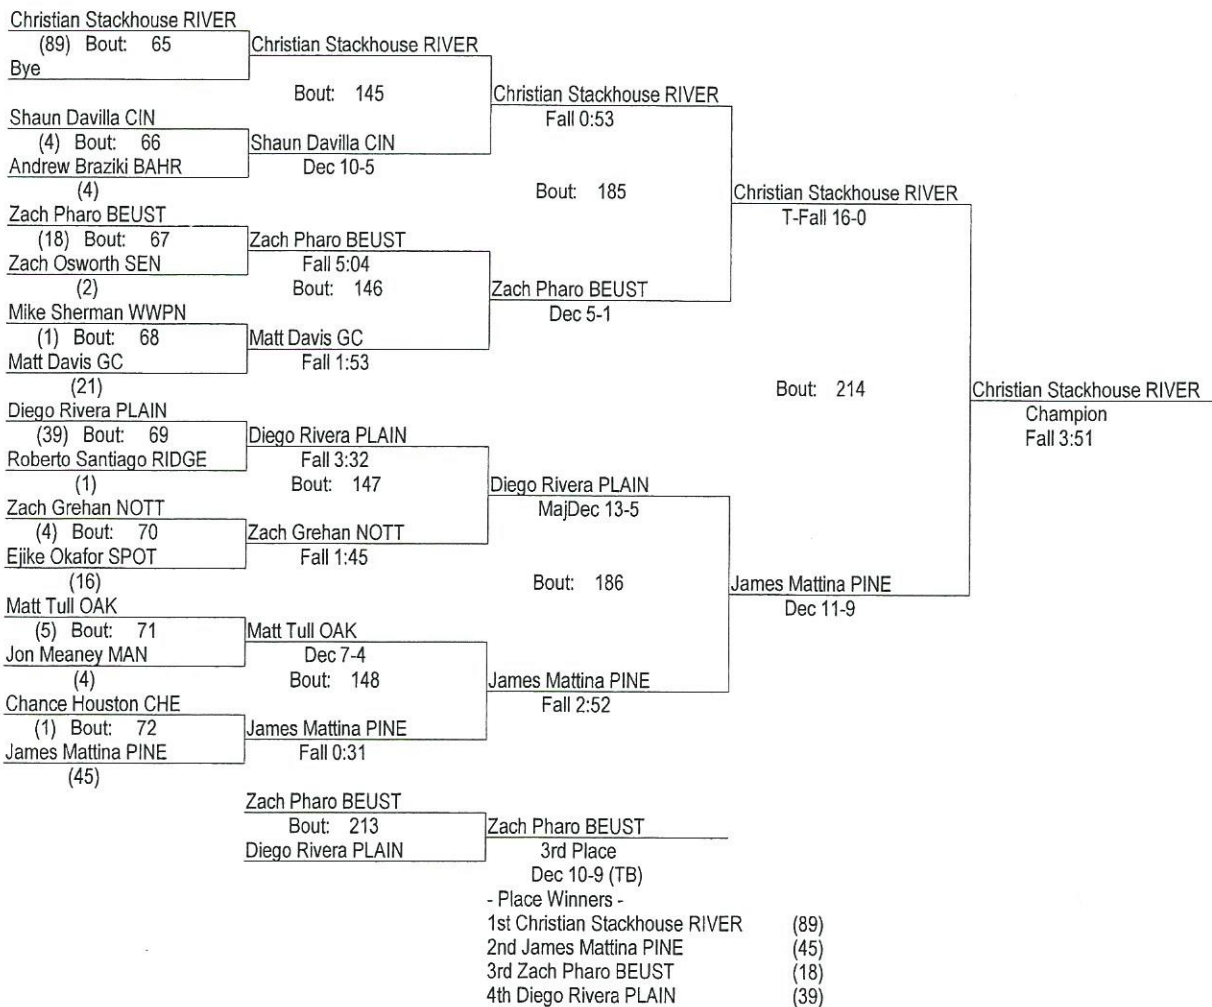 Christian Stackhouse RIVER
(89) Bout: 65
Bye
Christian Stackhouse RIVER
Bout: 145
Shaun Davilla CIN
(4) Bout: 66
Andrew Braziki BAHR
(4)
Shaun Davilla CIN
Dec 10-5
Christian Stackhouse RIVER
Fall 0:53
Bout: 185
Zach Pharo BEUST
(18) Bout: 67
Zach Osworth SEN
(2)
Zach Pharo BEUST
Fall 5:04
Bout: 146
Mike Sherman WWPN
(1) Bout: 68
Matt Davis GC
(21)
Matt Davis GC
Fall 1:53
Zach Pharo BEUST
Dec 5-1
Christian Stackhouse RIVER
T-Fall 16-0
Bout: 214
Christian Stackhouse RIVER
Champion
Fall 3:51
Diego Rivera PLAIN
(39) Bout: 69
Roberto Santiago RIDGE
(1)
Diego Rivera PLAIN
Fall 3:32
Bout: 147
Zach Grehan NOTT
(4) Bout: 70
Ejike Okafor SPOT
(16)
Zach Grehan NOTT
Fall 1:45
Diego Rivera PLAIN
MajDec 13-5
Bout: 186
Matt Tull OAK
(5) Bout: 71
Jon Meaney MAN
(4)
Matt Tull OAK
Dec 7-4
Bout: 148
Chance Houston CHE
(1) Bout: 72
James Mattina PINE
(45)
James Mattina PINE
Fall 0:31
James Mattina PINE
Fall 2:52
James Mattina PINE
Dec 11-9
Zach Pharo BEUST
Bout: 213
Diego Rivera PLAIN
Zach Pharo BEUST
3rd Place
Dec 10-9 (TB)
- Place Winners -
1st Christian Stackhouse RIVER (89)
2nd James Mattina PINE (45)
3rd Zach Pharo BEUST (18)
4th Diego Rivera PLAIN (39)